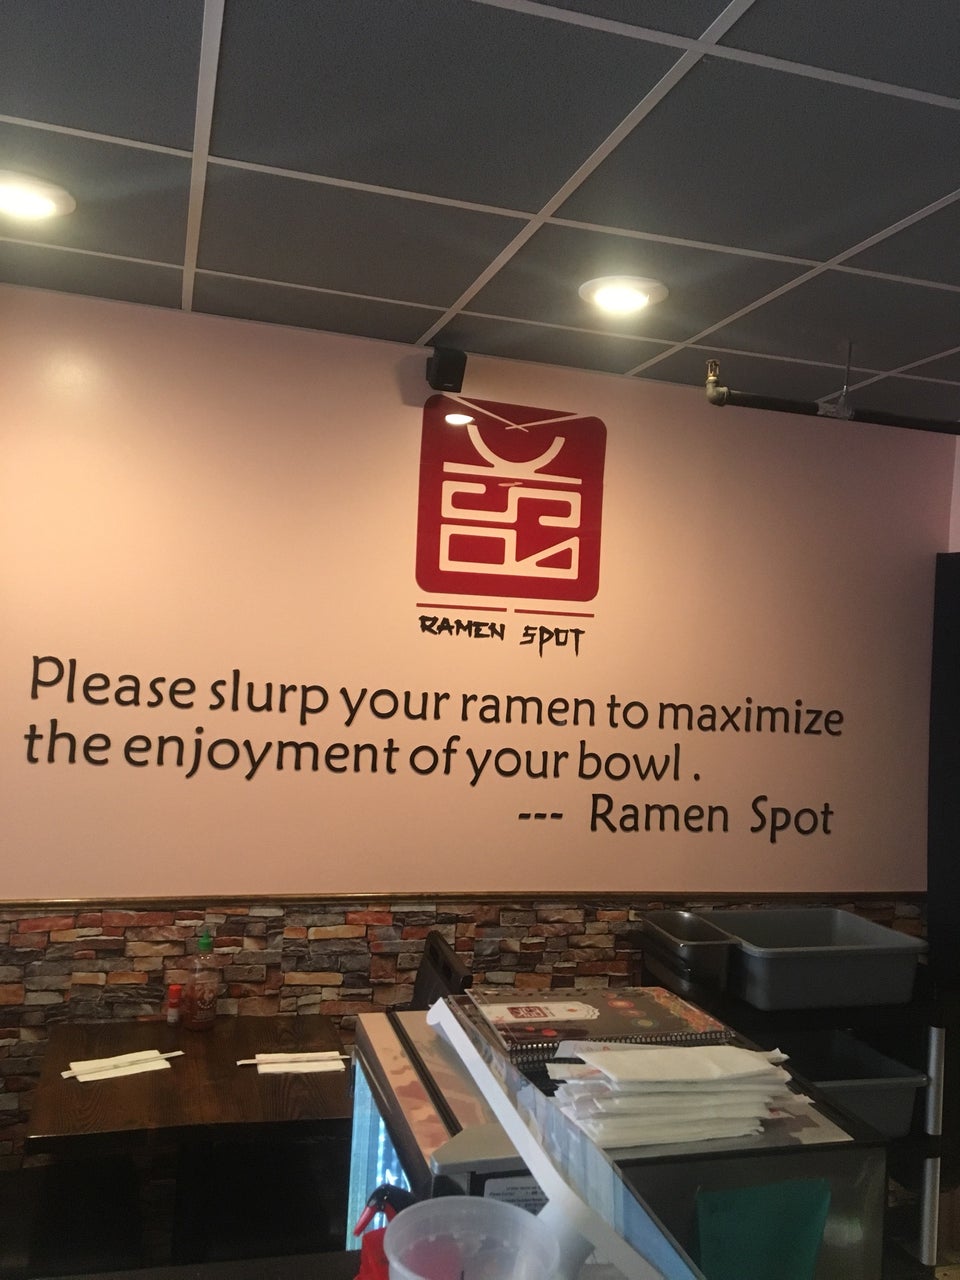 RAMEN SPOT
Please slurp your ramen to maximize
the enjoyment of your bowl .
--- Ramen Spot